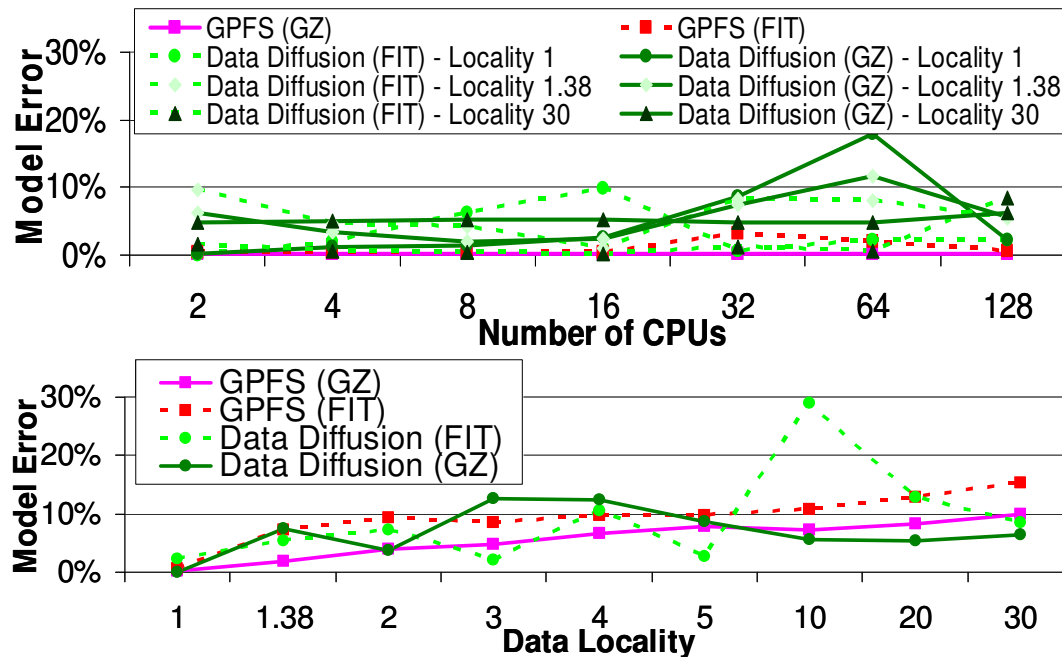 GPFS (GZ) GPFS (FIT)
Data Diffusion (FIT) - Locality 1 Data Diffusion (GZ) - Locality 1
Data Diffusion (FIT) - Locality 1.38 Data Diffusion (GZ) - Locality 1.38
Data Diffusion (FIT) - Locality 30 Data Diffusion (GZ) - Locality 30
30%
20%
10%
0%
Model Error
2 4 8 16 32 64 128
Number of CPUs
GPFS (GZ)
GPFS (FIT)
Data Diffusion (FIT)
Data Diffusion (GZ)
30%
20%
10%
0%
Model Error
1 1.38 2 3 4 5 10 20 30
Data Locality